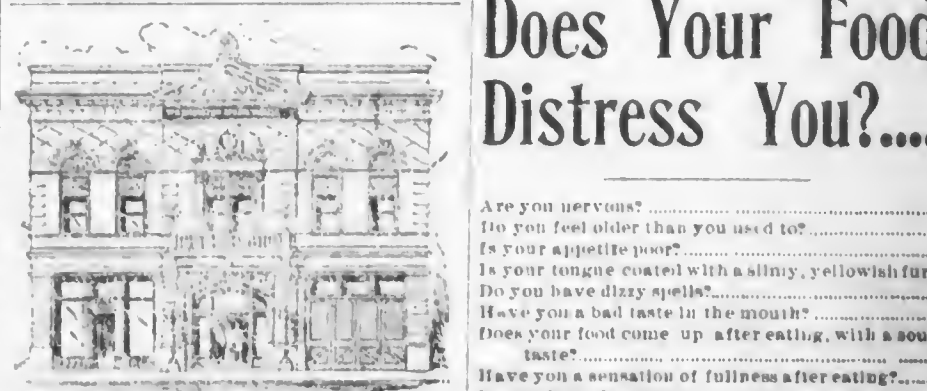 Does Your Food
Distress You?....
Are you nervous?
Do you feel older than you used to?
Is your appetite poor?
Is your tongue coated with a slimy, yellowish fur
Do you have dizzy spells?
Have you a bad taste in the mouth?
Does your food come up after eating, with a sou
taste?
Have you a sensation of fullness after eating?